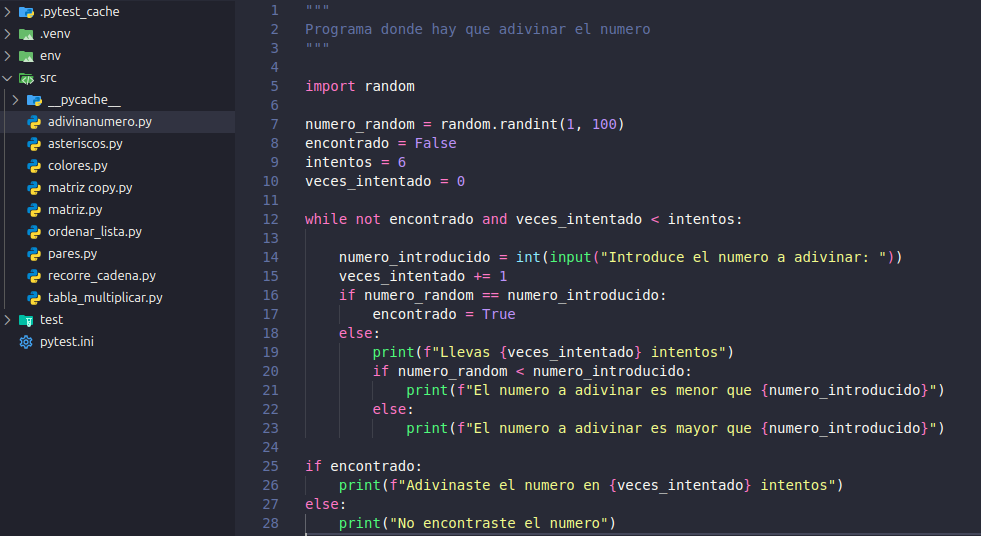 .pytest_cache
.venv
env
src
__pycache__
adivinanumero.py
asteriscos.py
colores.py
matriz copy.py
matriz.py
ordenar_lista.py
pares.py
recorre_cadena.py
tabla_multiplicar.py
test
pytest.ini
1 """
2 Programa donde hay que adivinar el numero
3 """
4
5 import random
6
7 numero_random = random.randint(1, 100)
8 encontrado = False
9 intentos = 6
10 veces_intentado = 0
11
12 while not encontrado and veces_intentado < intentos:
13
14     numero_introducido = int(input("Introduce el numero a adivinar: "))
15     veces_intentado += 1
16     if numero_random == numero_introducido:
17         encontrado = True
18     else:
19         print(f"Llevas {veces_intentado} intentos")
20         if numero_random < numero_introducido:
21             print(f"El numero a adivinar es menor que {numero_introducido}")
22         else:
23             print(f"El numero a adivinar es mayor que {numero_introducido}")
24
25 if encontrado:
26     print(f"Adivinaste el numero en {veces_intentado} intentos")
27 else:
28     print("No encontraste el numero")